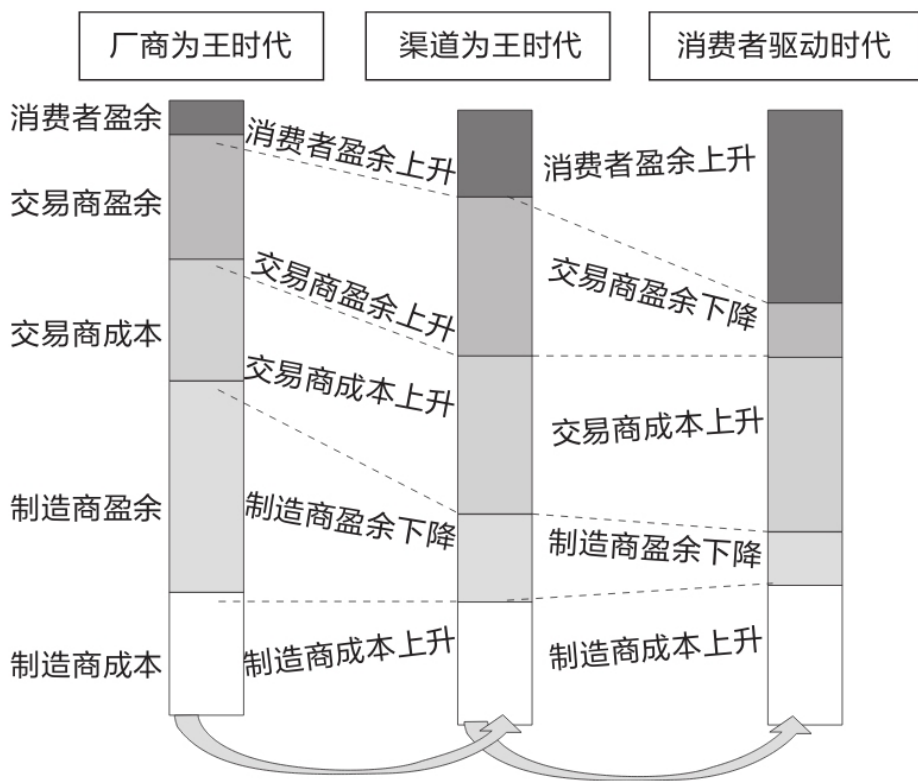 厂商为王时代
渠道为王时代
消费者驱动时代
消费者盈余
交易商盈余
交易商成本
制造商盈余
制造商成本
消费者盈余上升
交易商盈余上升
交易商成本上升
制造商盈余下降
制造商成本上升
消费者盈余上升
交易商盈余下降
交易商成本上升
制造商盈余下降
制造商成本上升